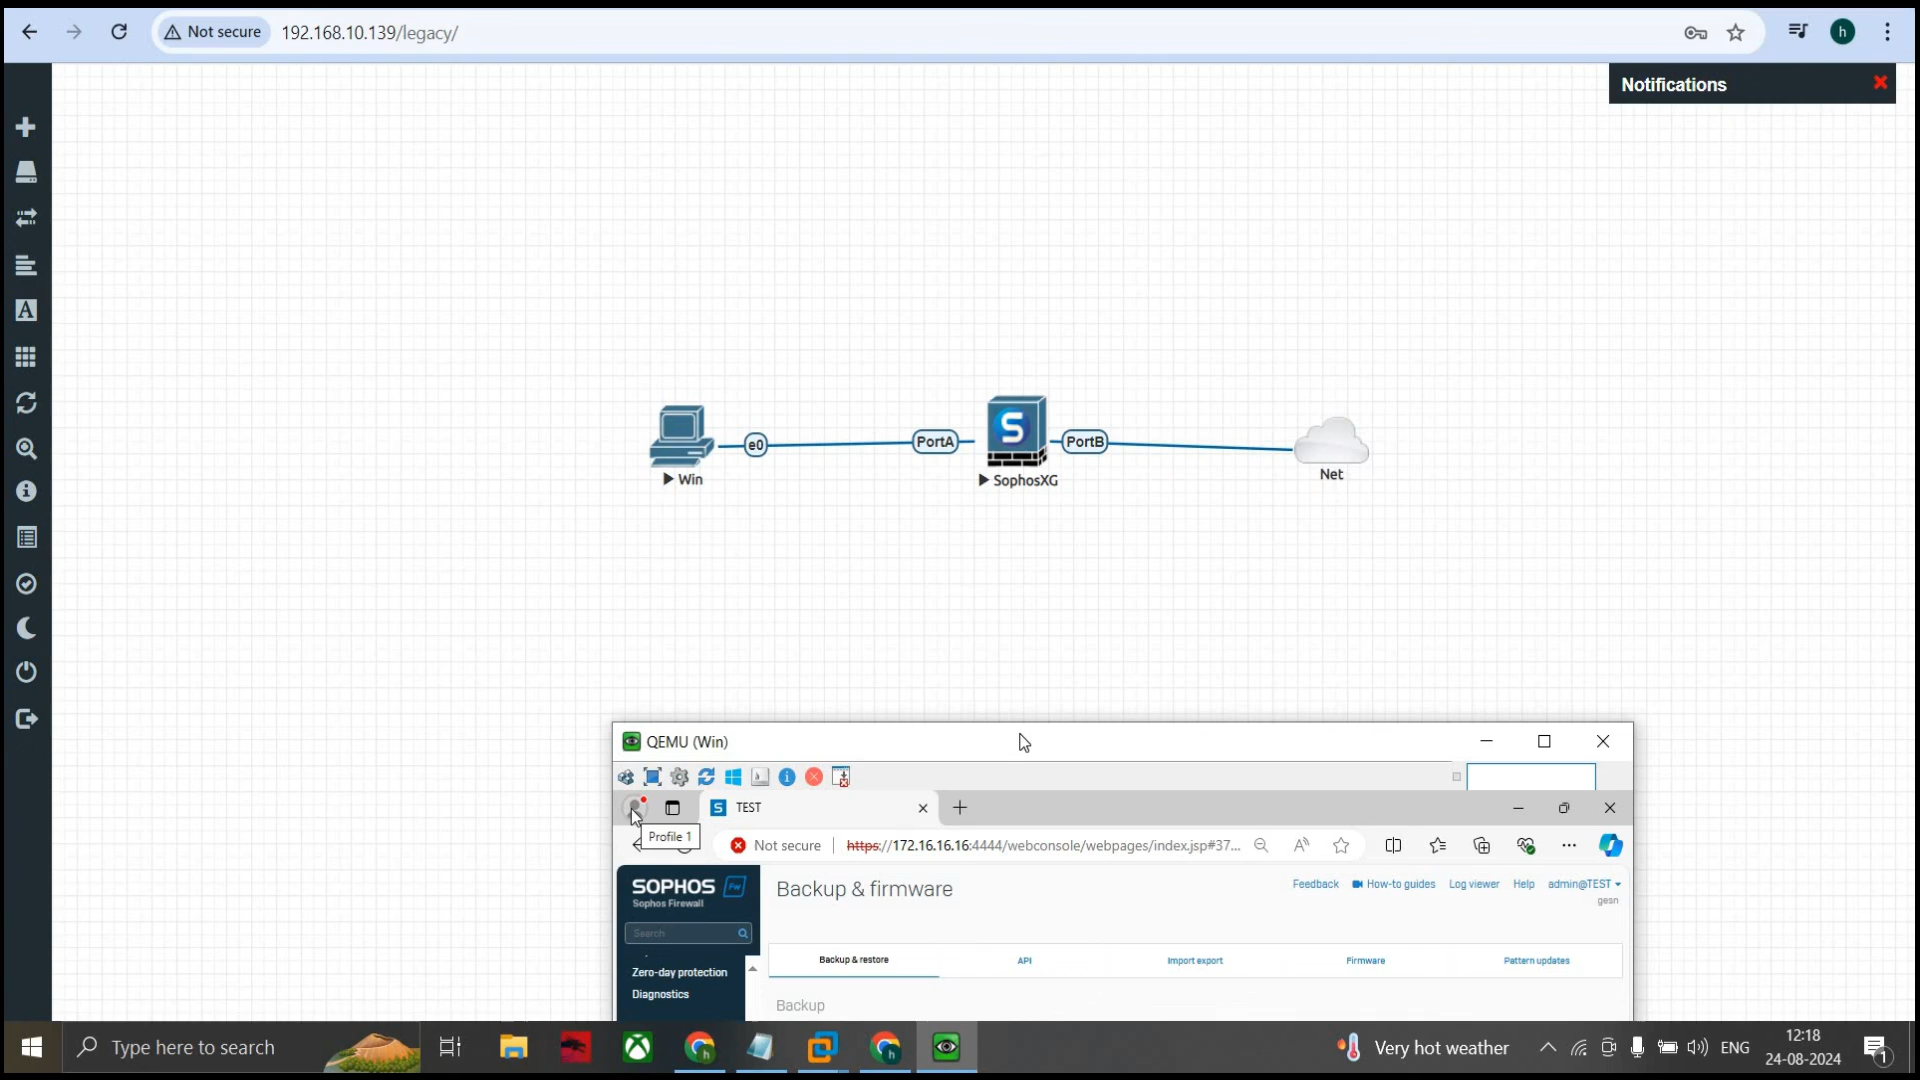 Not secure
192.168.10.139/legacy/
h
Notifications
A
e0
PortA
S
PortB
Win
SophosXG
Net
QEMU (Win)
S TEST
Profile 1
Not secure
https://172.16.16.16:4444/webconsole/webpages/index.jsp#37...
SOPHOS FW
Sophos Firewall
Backup & firmware
Feedback
How-to guides
Log viewer
Help
admin@TEST
gesn
Search
Backup & restore
API
Import export
Firmware
Pattern updates
Zero-day protection
Diagnostics
Backup
Type here to search
h
h
Very hot weather
ENG
12:18
24-08-2024
1